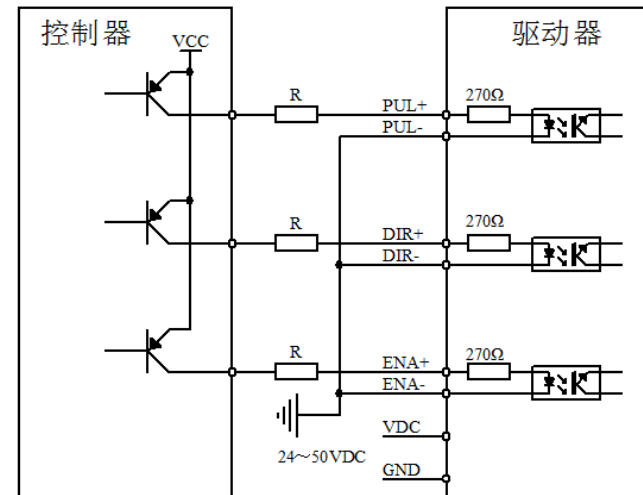 控制器
驱动器
VCC
R
PUL+
270Ω
PUL-
R
DIR+
270Ω
DIR-
R
ENA+
270Ω
ENA-
VDC
24～50VDC
GND